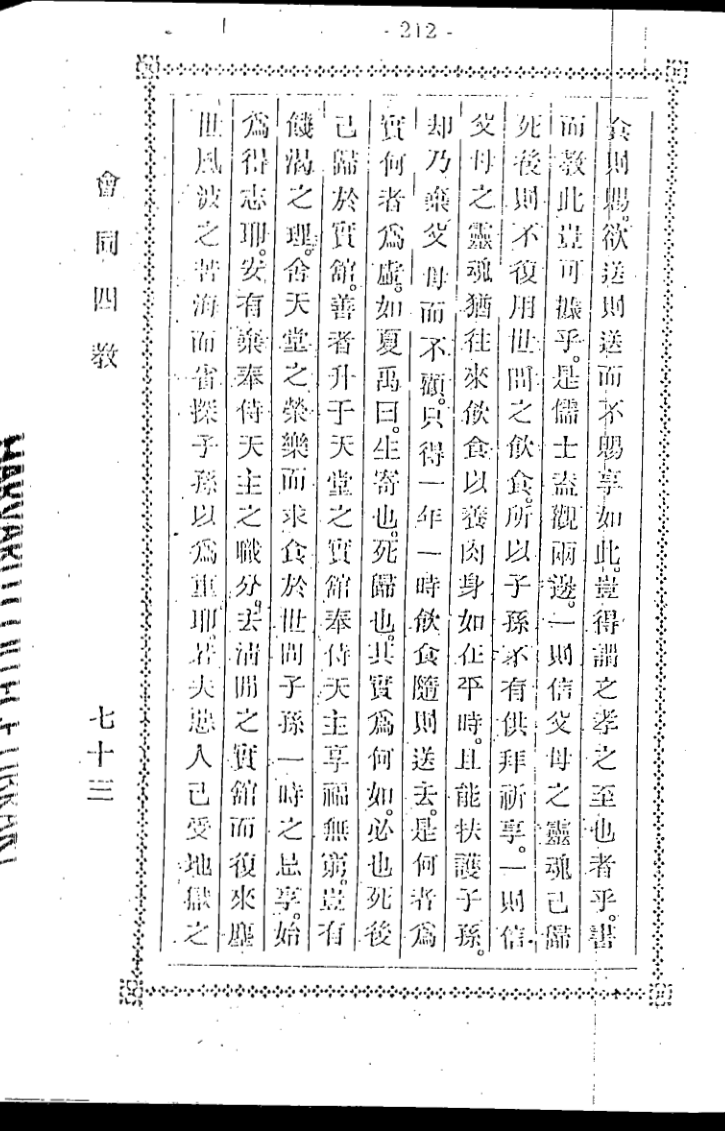 - 212 -
食則賜。欲送則送而不賜享如此。豈得謂之孝之至也者乎。書
而教此豈可據乎。是儒士盍觀兩邊。一則信父母之靈魂已歸
死後則不復用世間之飲食。所以子孫不有供拜祈享。一則信
父母之靈魂猶往來飲食以養肉身如在平時。且能扶護子孫。
却乃棄父母而不顧。只得一年一時飲食隨則送去。是何者爲
實何者爲虛。如夏禹曰。生寄也。死歸也。其實爲何如。必也死後
已歸於實舘。善者升于天堂之實舘奉侍天主享福無窮。豈有
饑渴之理。舍天堂之榮樂而求食於世間子孫一時之忌享。始
爲得志耶。安有棄奉侍天主之職分。去淸閒之實舘而復來塵
世風波之苦海而省探子孫以爲重耶。若夫惡人已受地獄之
會同四教
七十三